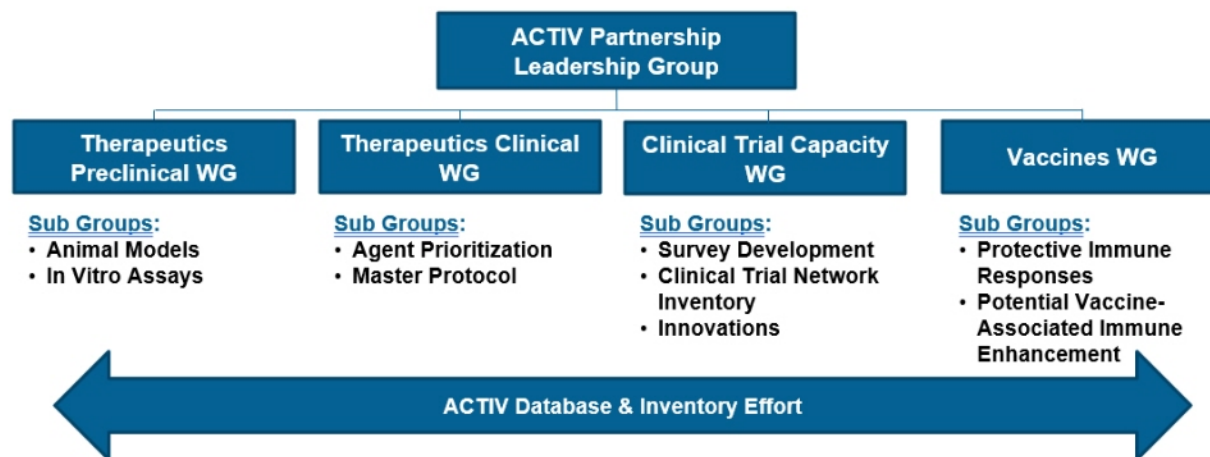 ACTIV Partnership
Leadership Group
Therapeutics
Preclinical WG
Therapeutics Clinical
WG
Clinical Trial Capacity
WG
Vaccines WG
Sub Groups:
• Animal Models
• In Vitro Assays
Sub Groups:
• Agent Prioritization
• Master Protocol
Sub Groups:
• Survey Development
• Clinical Trial Network
Inventory
• Innovations
Sub Groups:
• Protective Immune
Responses
• Potential Vaccine-
Associated Immune
Enhancement
ACTIV Database & Inventory Effort